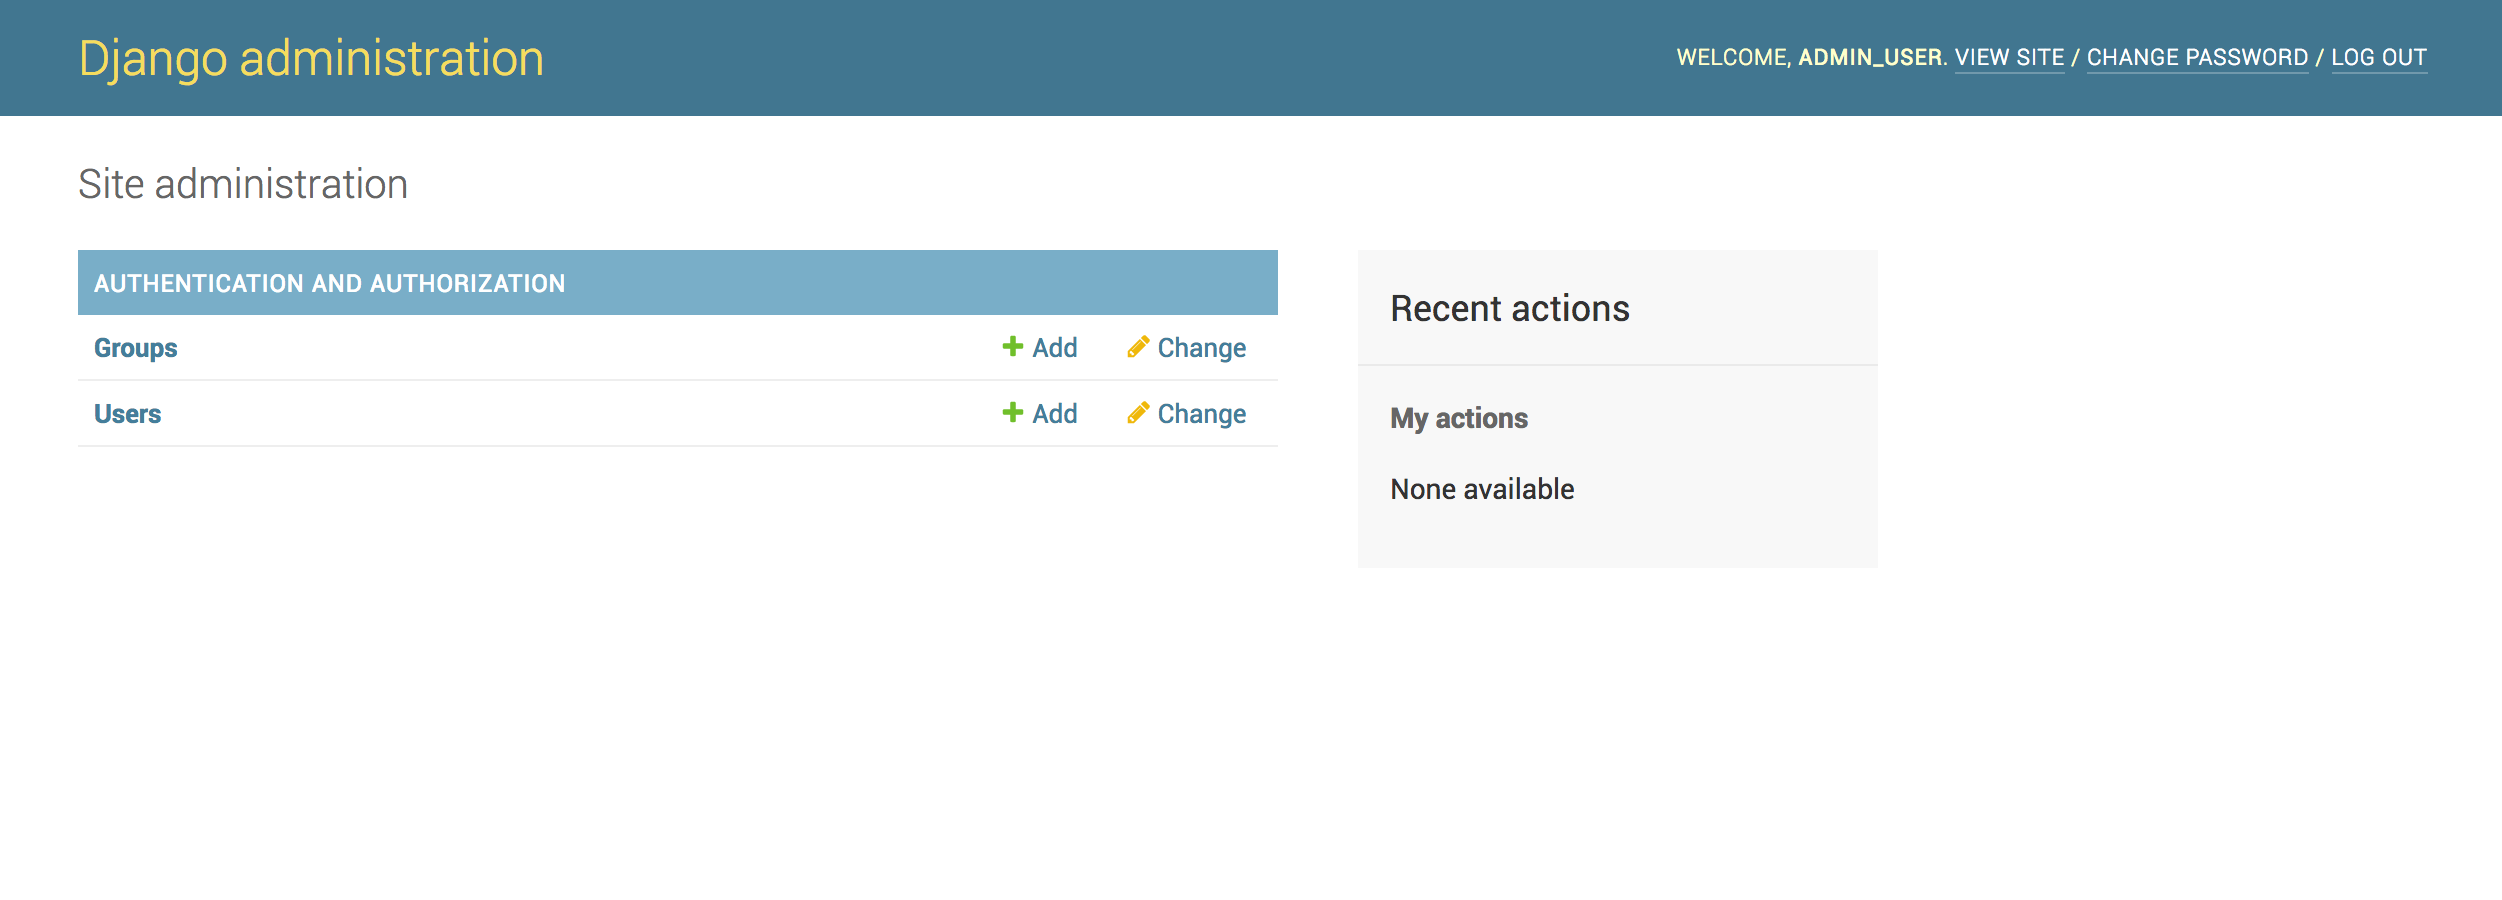 Django administration
WELCOME, ADMIN_USER. VIEW SITE / CHANGE PASSWORD / LOG OUT
Site administration
AUTHENTICATION AND AUTHORIZATION
Groups Add Change
Users Add Change
Recent actions
My actions
None available